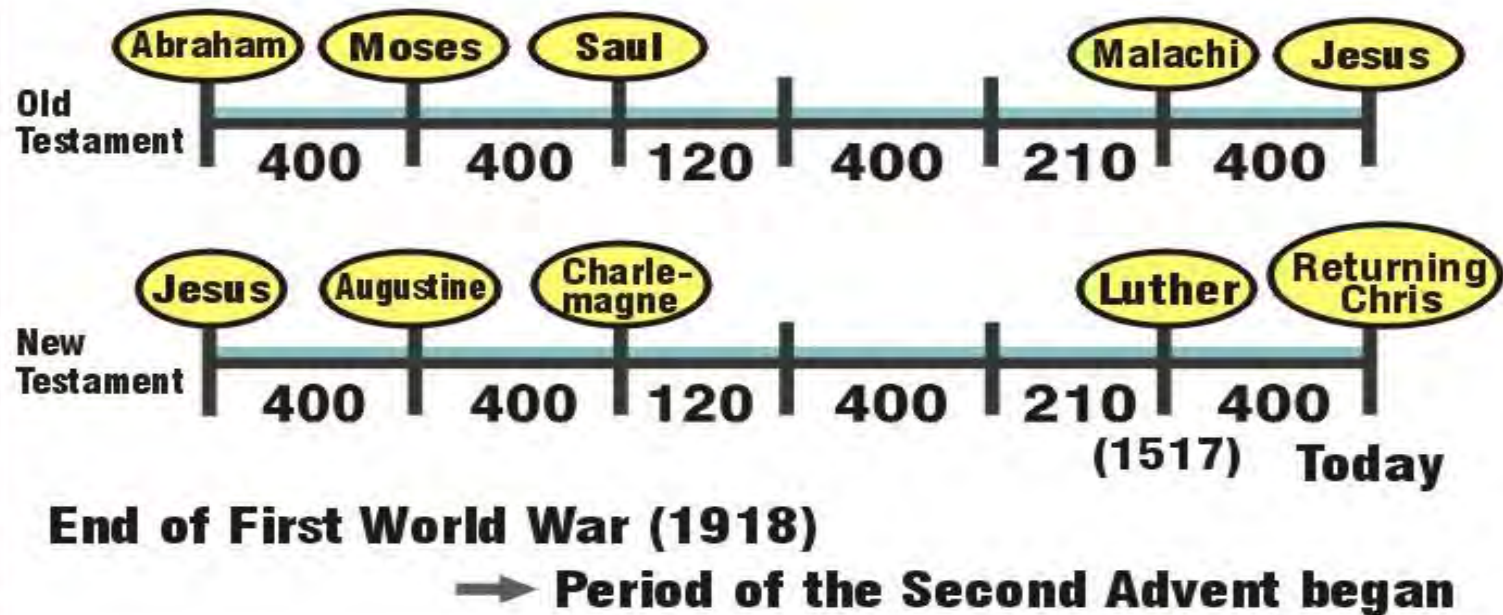 Abraham Moses Saul Malachi Jesus
Old
Testament
400 400 120 400 210 400
Jesus Augustine Charle-
magne Luther Returning
Chris
New
Testament
400 400 120 400 210 400
(1517) Today
End of First World War (1918)
Period of the Second Advent began